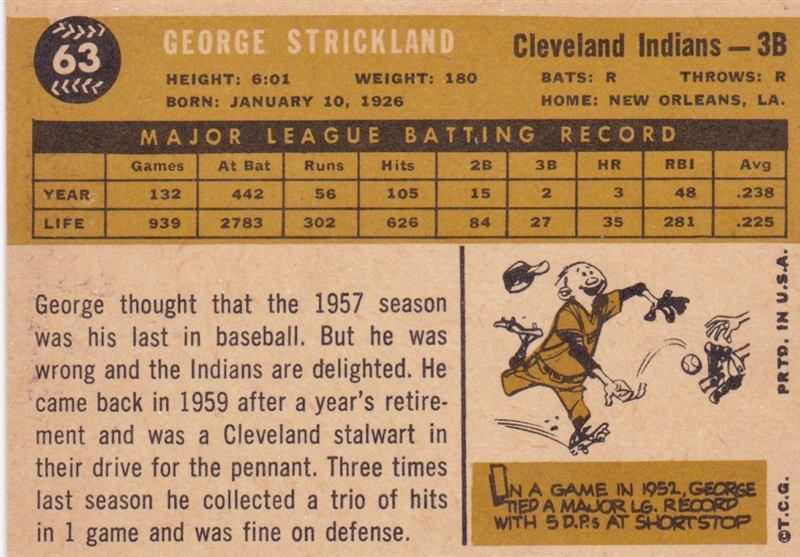 63
GEORGE STRICKLAND
Cleveland Indians — 3B
HEIGHT: 6:01 WEIGHT: 180 BATS: R THROWS: R
BORN: JANUARY 10, 1926 HOME: NEW ORLEANS, LA.
MAJOR LEAGUE BATTING RECORD
Games At Bat Runs Hits 2B 3B HR RBI Avg
YEAR 132 442 56 105 15 2 3 48 .238
LIFE 939 2783 302 626 84 27 35 281 .225
George thought that the 1957 season
was his last in baseball. But he was
wrong and the Indians are delighted. He
came back in 1959 after a year's retire-
ment and was a Cleveland stalwart in
their drive for the pennant. Three times
last season he collected a trio of hits
in 1 game and was fine on defense.
IN A GAME IN 1952, GEORGE
TIED A MAJOR LG. RECORD
WITH 5 D.P.s AT SHORTSTOP
©T.C.G. PRTD. IN U.S.A.